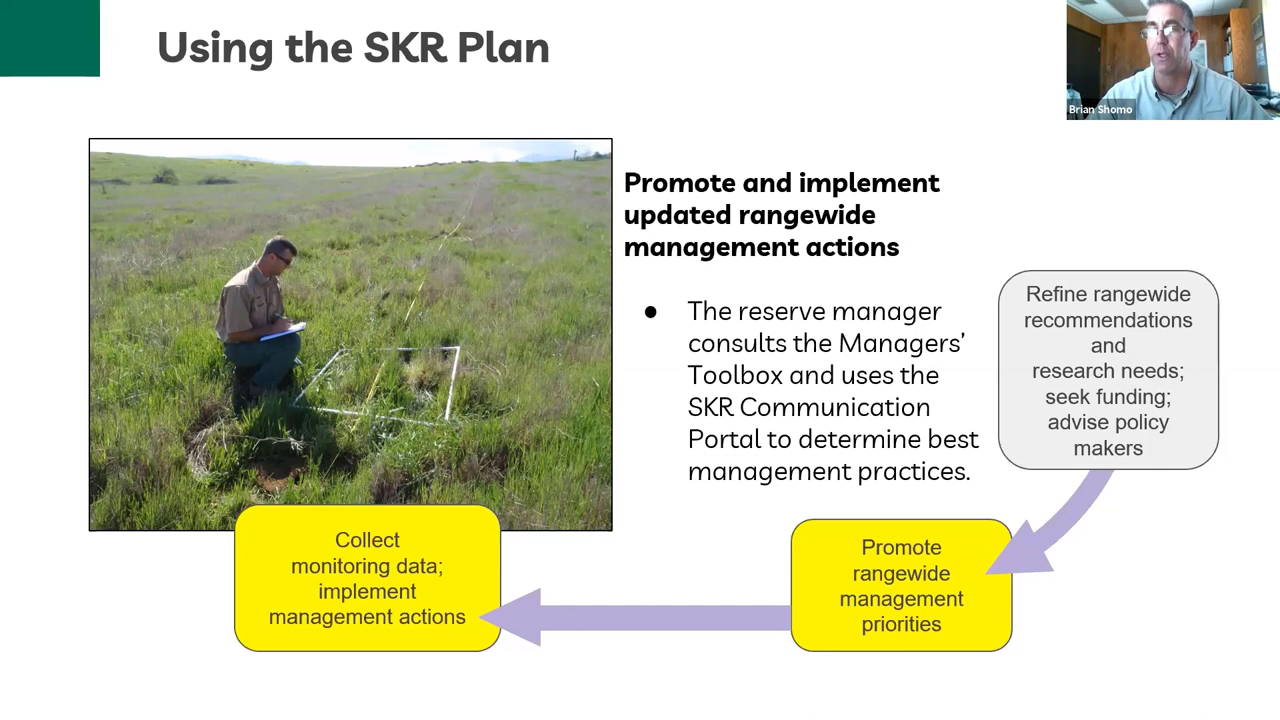 Using the SKR Plan
Brian Shomo
Promote and implement
updated rangewide
management actions
● The reserve manager
consults the Managers’
Toolbox and uses the
SKR Communication
Portal to determine best
management practices.
Refine rangewide
recommendations
and
research needs;
seek funding;
advise policy
makers
Collect
monitoring data;
implement
management actions
Promote
rangewide
management
priorities